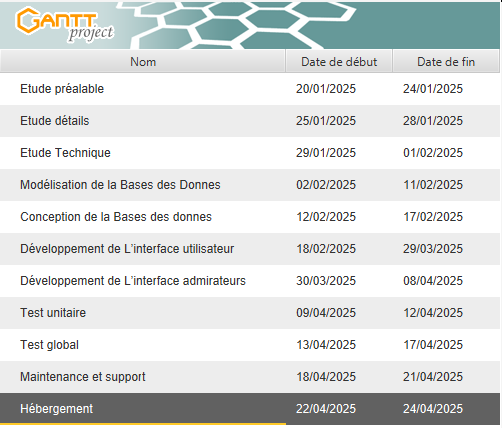 GANTT
project
Nom Date de début Date de fin
Etude préalable 20/01/2025 24/01/2025
Etude détails 25/01/2025 28/01/2025
Etude Technique 29/01/2025 01/02/2025
Modélisation de la Bases des Donnes 02/02/2025 11/02/2025
Conception de la Bases des donnes 12/02/2025 17/02/2025
Développement de L'interface utilisateur 18/02/2025 29/03/2025
Développement de L'interface admirateurs 30/03/2025 08/04/2025
Test unitaire 09/04/2025 12/04/2025
Test global 13/04/2025 17/04/2025
Maintenance et support 18/04/2025 21/04/2025
Hébergement 22/04/2025 24/04/2025